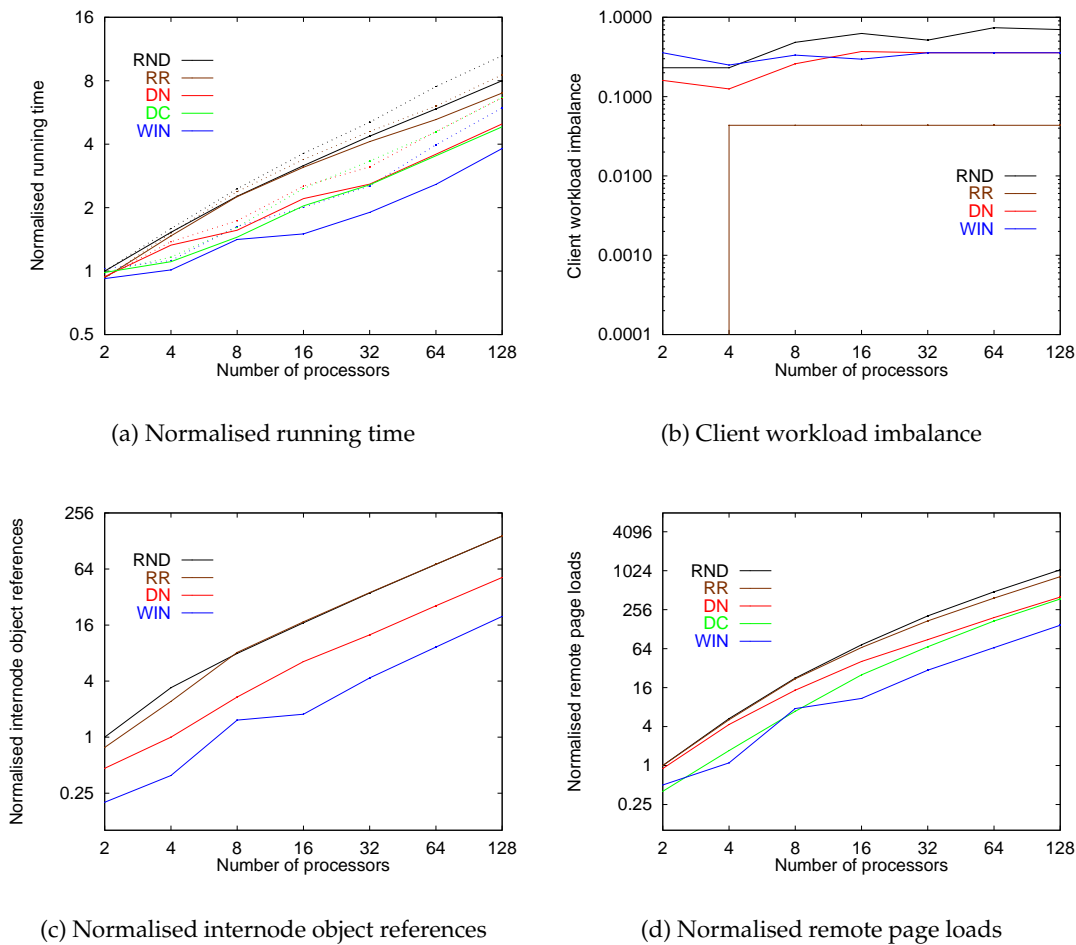 Normalised running time
16
8
4
2
1
0.5
RND
RR
DN
DC
WIN
2 4 8 16 32 64 128
Number of processors
(a) Normalised running time
Client workload imbalance
1.0000
0.1000
0.0100
0.0010
0.0001
RND
RR
DN
WIN
2 4 8 16 32 64 128
Number of processors
(b) Client workload imbalance
Normalised internode object references
256
64
16
4
1
0.25
RND
RR
DN
WIN
2 4 8 16 32 64 128
Number of processors
(c) Normalised internode object references
Normalised remote page loads
4096
1024
256
64
16
4
1
0.25
RND
RR
DN
DC
WIN
2 4 8 16 32 64 128
Number of processors
(d) Normalised remote page loads